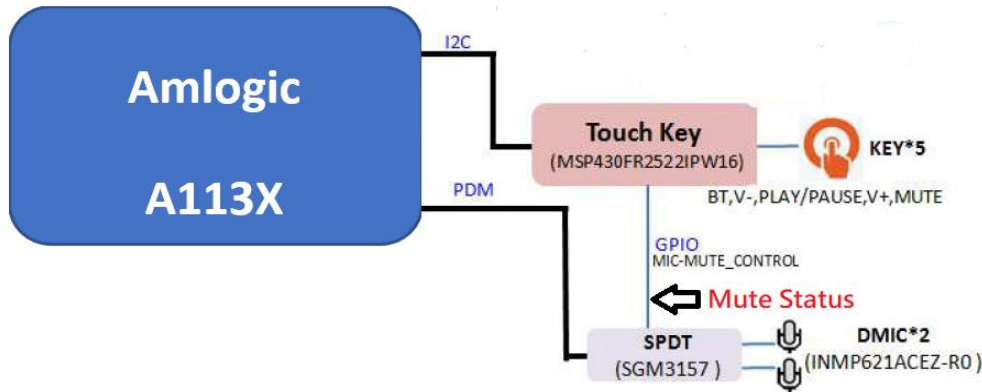 Amlogic
A113X
I2C
Touch Key
(MSP430FR2522IPW16)
KEY*5
BT,V-,PLAY/PAUSE,V+,MUTE
PDM
GPIO
MIC-MUTE_CONTROL
Mute Status
SPDT
(SGM3157 )
DMIC*2
(INMP621ACEZ-R0 )